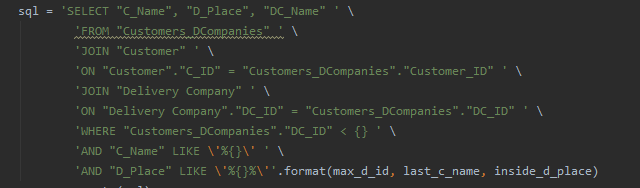 sql = 'SELECT "C_Name", "D_Place", "DC_Name" ' \
'FROM "Customers_DCompanies" ' \
'JOIN "Customer" ' \
'ON "Customer"."C_ID" = "Customers_DCompanies"."Customer_ID" ' \
'JOIN "Delivery Company" ' \
'ON "Delivery Company"."DC_ID" = "Customers_DCompanies"."DC_ID" ' \
'WHERE "Customers_DCompanies"."DC_ID" < {} ' \
'AND "C_Name" LIKE \'%{}\' ' \
'AND "D_Place" LIKE \'%{}%\''.format(max_d_id, last_c_name, inside_d_place)